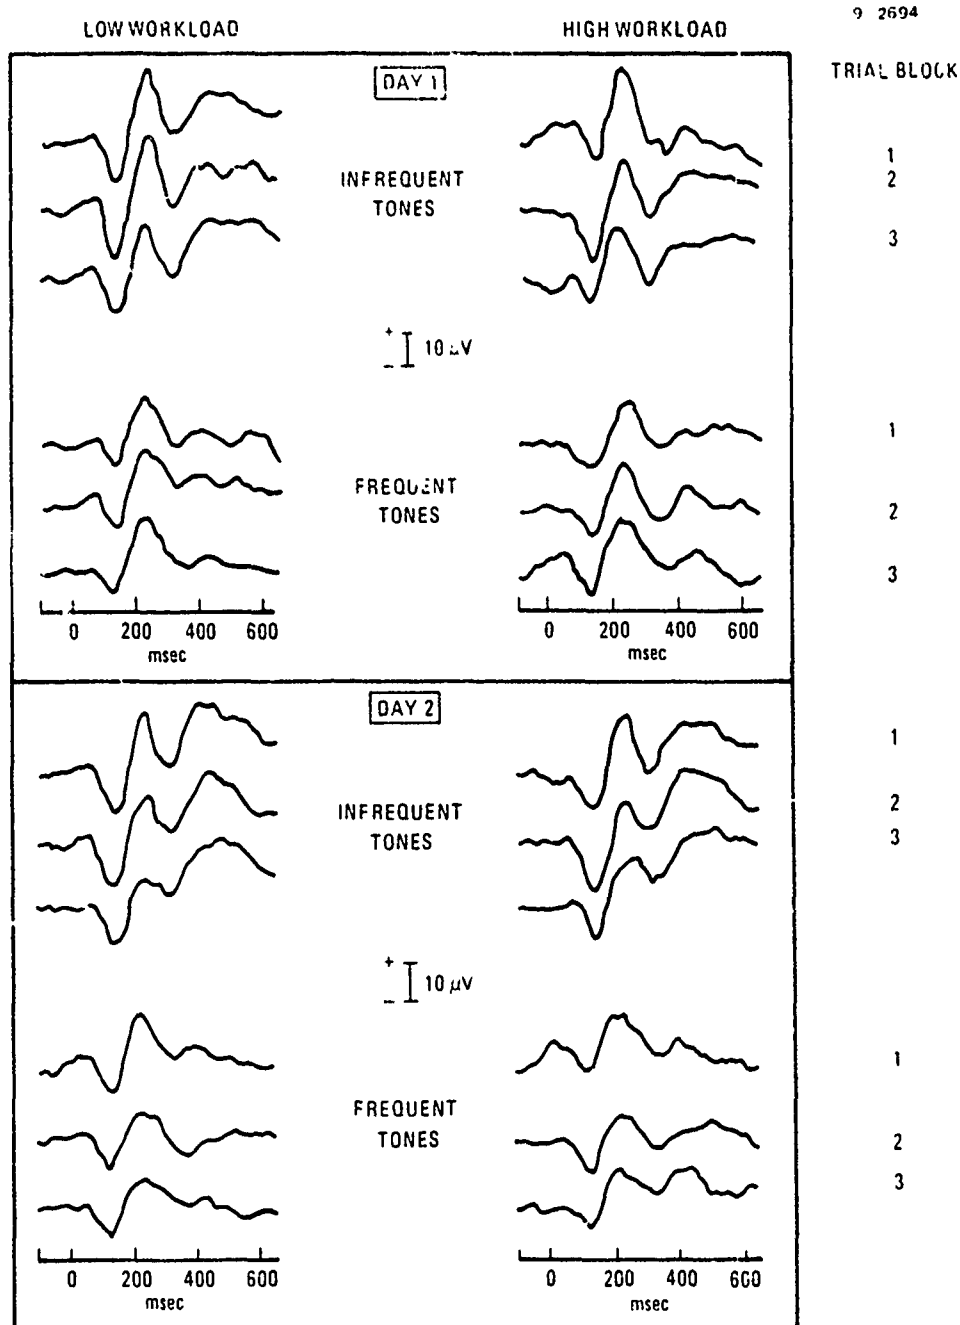 9 2694
LOW WORKLOAD
HIGH WORKLOAD
TRIAL BLOCK
DAY 1
INFREQUENT
TONES
1
2
3
+
–
10 µV
FREQUENT
TONES
1
2
3
0 200 400 600
msec
0 200 400 600
msec
DAY 2
INFREQUENT
TONES
1
2
3
+
–
10 µV
FREQUENT
TONES
1
2
3
0 200 400 600
msec
0 200 400 600
msec